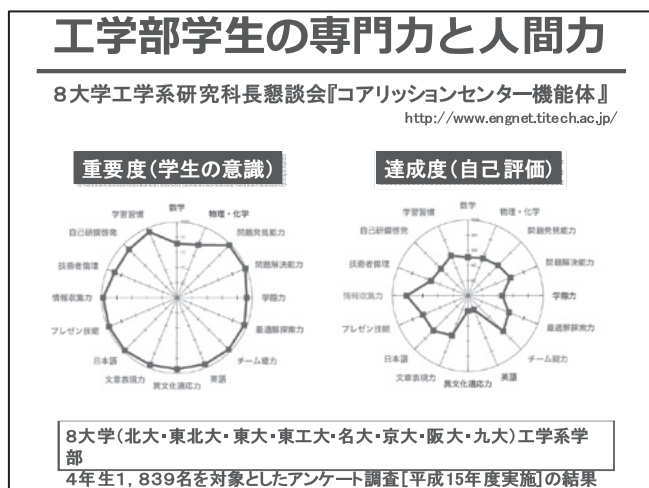 工学部学生の専門力と人間力
8大学工学系研究科長懇談会『コアリッションセンター機能体』
http://www.engnet.titech.ac.jp/
重要度(学生の意識)
達成度(自己評価)
数学
物理・化学
問題発見能力
問題解決能力
学際力
最適解探索力
チーム能力
英語
異文化適応力
文章表現力
日本語
プレゼン技能
情報収集力
技術者倫理
自己研鑽啓発
学習習慣
数学
物理・化学
問題発見能力
問題解決能力
学際力
最適解探索力
チーム能力
英語
異文化適応力
文章表現力
日本語
プレゼン技能
情報収集力
技術者倫理
自己研鑽啓発
学習習慣
8大学(北大・東北大・東大・東工大・名大・京大・阪大・九大)工学系学
部
4年生1,839名を対象としたアンケート調査[平成15年度実施]の結果